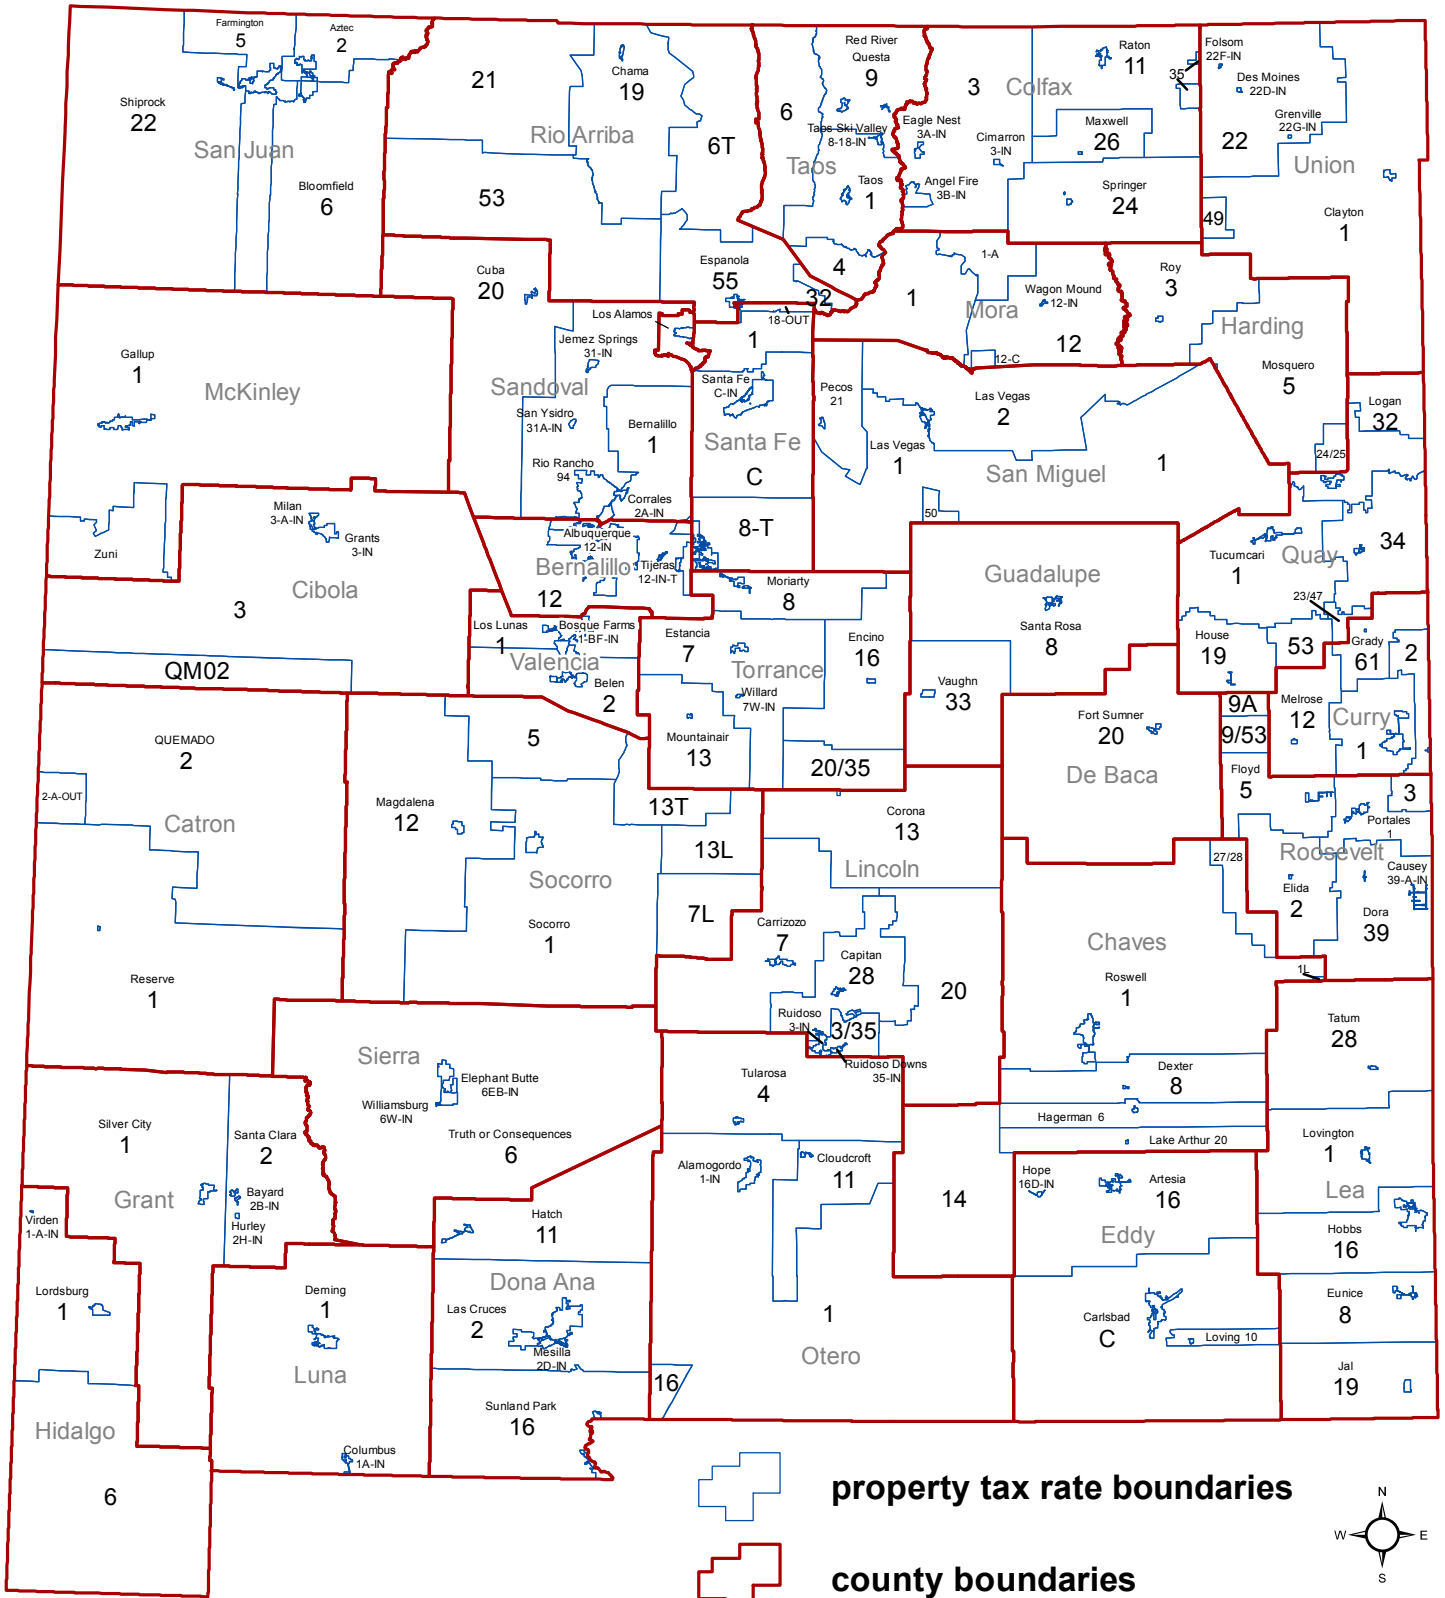 Farmington
5
Aztec
2
Shiprock
22
San Juan
Bloomfield
6
21
Chama
19
Rio Arriba
6T
53
Espanola
55
6
Red River
Questa
9
Taos Ski Valley
8-18-IN
Taos
Taos
1
4
32
18-OUT
3
Colfax
Raton
11
35
Eagle Nest
3A-IN
Cimarron
3-IN
Maxwell
26
Angel Fire
3B-IN
Springer
24
Folsom
22F-IN
Des Moines
22D-IN
Grenville
22G-IN
22
Union
49
Clayton
1
1-A
1
Mora
Wagon Mound
12-IN
12
12-C
Roy
3
Harding
Mosquero
5
Gallup
1
McKinley
Zuni
Cuba
20
Los Alamos
Jemez Springs
31-IN
Sandoval
San Ysidro
31A-IN
Bernalillo
1
Rio Rancho
94
Corrales
2A-IN
1
Santa Fe
C-IN
Santa Fe
C
8-T
Pecos
21
Las Vegas
2
Las Vegas
1
San Miguel
1
50
Logan
32
24/25
Tucumcari
1
Quay
34
23/47
House
19
53
Grady
61
2
Milan
3-A-IN
Grants
3-IN
Cibola
3
QM02
Albuquerque
12-IN
Bernalillo
Tijeras
12-IN-T
12
Los Lunas
1
Bosque Farms
1-BF-IN
Valencia
Belen
2
Moriarty
8
Estancia
7
Torrance
Willard
7W-IN
Encino
16
Mountainair
13
20/35
Guadalupe
Santa Rosa
8
Vaughn
33
Fort Sumner
20
De Baca
9A
9/53
Melrose
12
Curry
1
Floyd
5
3
Portales
1
Roosevelt
Causey
39-A-IN
Elida
2
Dora
39
27/28
1L
QUEMADO
2
2-A-OUT
Catron
Reserve
1
Magdalena
12
5
13T
13L
7L
Socorro
Socorro
1
Corona
13
Lincoln
Carrizozo
7
Capitan
28
20
Ruidoso
3-IN
3/35
Ruidoso Downs
35-IN
Chaves
Roswell
1
Dexter
8
Hagerman 6
Lake Arthur 20
Tatum
28
Lovington
1
Lea
Hobbs
16
Eunice
8
Jal
19
Sierra
Elephant Butte
6EB-IN
Williamsburg
6W-IN
Truth or Consequences
6
Silver City
1
Santa Clara
2
Grant
Bayard
2B-IN
Hurley
2H-IN
Virden
1-A-IN
Lordsburg
1
Hidalgo
6
Deming
1
Luna
Columbus
1A-IN
Hatch
11
Dona Ana
Las Cruces
2
Mesilla
2D-IN
Sunland Park
16
16
Tularosa
4
Alamogordo
1-IN
Cloudcroft
11
14
1
Otero
Hope
16D-IN
Artesia
16
Eddy
Carlsbad
C
Loving 10
property tax rate boundaries
county boundaries
N
W
E
S